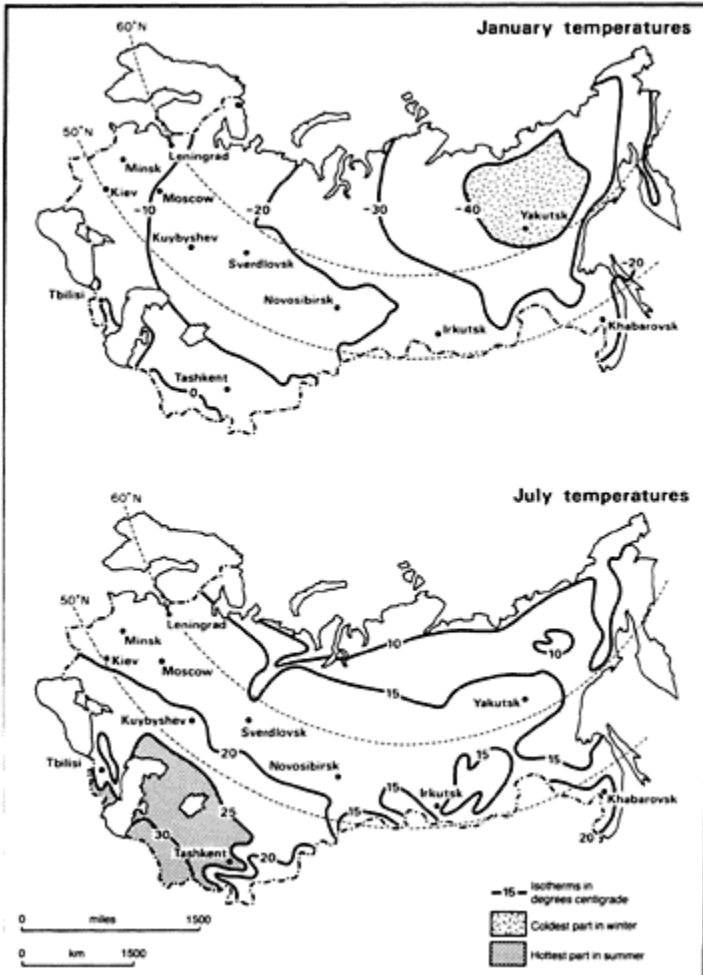 January temperatures
60°N
50°N
Leningrad
Minsk
Kiev
Moscow
-10
-20
-30
-40
Yakutsk
Kuybyshev
Sverdlovsk
-20
Tbilisi
Novosibirsk
Irkutsk
Khabarovsk
Tashkent
0
July temperatures
60°N
50°N
Leningrad
10
10
Minsk
Kiev
Moscow
15
Yakutsk
Kuybyshev
Sverdlovsk
20
15
15
Tbilisi
Novosibirsk
25
15
Irkutsk
Khabarovsk
30
15
Tashkent
20
20
-15- Isotherms in
degrees centigrade
Coldest part in winter
Hottest part in summer
0 miles 1500
0 km 1500